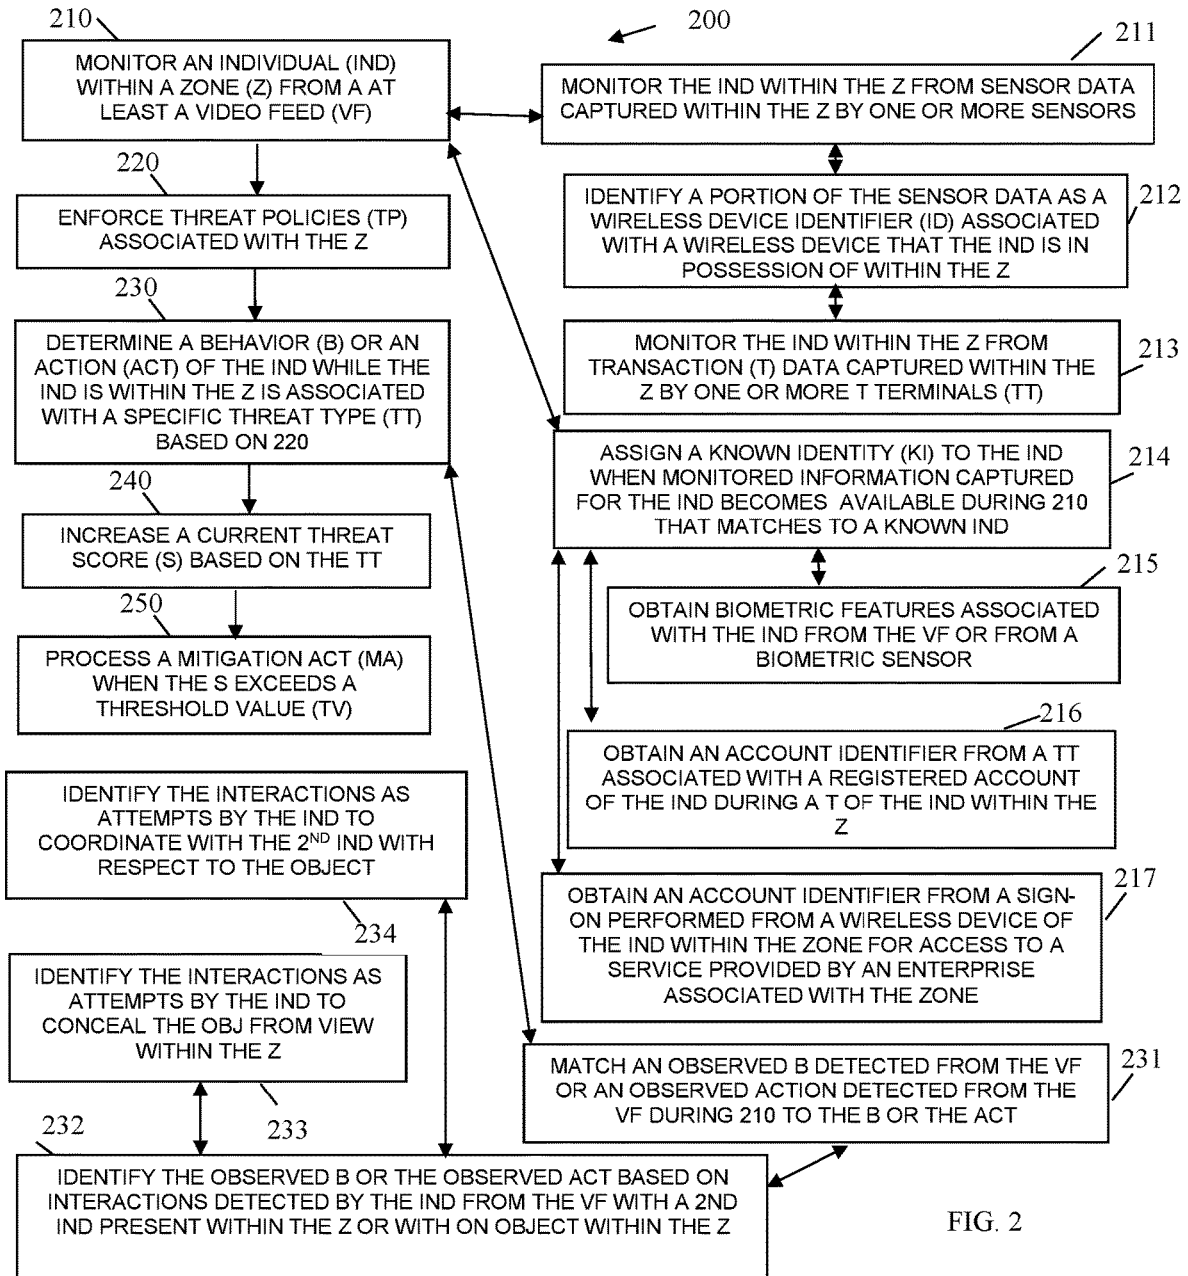 210
200
MONITOR AN INDIVIDUAL (IND)
WITHIN A ZONE (Z) FROM A AT
LEAST A VIDEO FEED (VF)
211
MONITOR THE IND WITHIN THE Z FROM SENSOR DATA
CAPTURED WITHIN THE Z BY ONE OR MORE SENSORS
220
ENFORCE THREAT POLICIES (TP)
ASSOCIATED WITH THE Z
212
IDENTIFY A PORTION OF THE SENSOR DATA AS A
WIRELESS DEVICE IDENTIFIER (ID) ASSOCIATED
WITH A WIRELESS DEVICE THAT THE IND IS IN
POSSESSION OF WITHIN THE Z
230
DETERMINE A BEHAVIOR (B) OR AN
ACTION (ACT) OF THE IND WHILE THE
IND IS WITHIN THE Z IS ASSOCIATED
WITH A SPECIFIC THREAT TYPE (TT)
BASED ON 220
213
MONITOR THE IND WITHIN THE Z FROM
TRANSACTION (T) DATA CAPTURED WITHIN THE
Z BY ONE OR MORE T TERMINALS (TT)
214
ASSIGN A KNOWN IDENTITY (KI) TO THE IND
WHEN MONITORED INFORMATION CAPTURED
FOR THE IND BECOMES AVAILABLE DURING 210
THAT MATCHES TO A KNOWN IND
240
INCREASE A CURRENT THREAT
SCORE (S) BASED ON THE TT
215
OBTAIN BIOMETRIC FEATURES ASSOCIATED
WITH THE IND FROM THE VF OR FROM A
BIOMETRIC SENSOR
250
PROCESS A MITIGATION ACT (MA)
WHEN THE S EXCEEDS A
THRESHOLD VALUE (TV)
216
OBTAIN AN ACCOUNT IDENTIFIER FROM A TT
ASSOCIATED WITH A REGISTERED ACCOUNT
OF THE IND DURING A T OF THE IND WITHIN THE
Z
IDENTIFY THE INTERACTIONS AS
ATTEMPTS BY THE IND TO
COORDINATE WITH THE 2ND IND WITH
RESPECT TO THE OBJECT
234
217
OBTAIN AN ACCOUNT IDENTIFIER FROM A SIGN-
ON PERFORMED FROM A WIRELESS DEVICE OF
THE IND WITHIN THE ZONE FOR ACCESS TO A
SERVICE PROVIDED BY AN ENTERPRISE
ASSOCIATED WITH THE ZONE
IDENTIFY THE INTERACTIONS AS
ATTEMPTS BY THE IND TO
CONCEAL THE OBJ FROM VIEW
WITHIN THE Z
233
231
MATCH AN OBSERVED B DETECTED FROM THE VF
OR AN OBSERVED ACTION DETECTED FROM THE
VF DURING 210 TO THE B OR THE ACT
232
IDENTIFY THE OBSERVED B OR THE OBSERVED ACT BASED ON
INTERACTIONS DETECTED BY THE IND FROM THE VF WITH A 2ND
IND PRESENT WITHIN THE Z OR WITH ON OBJECT WITHIN THE Z
FIG. 2